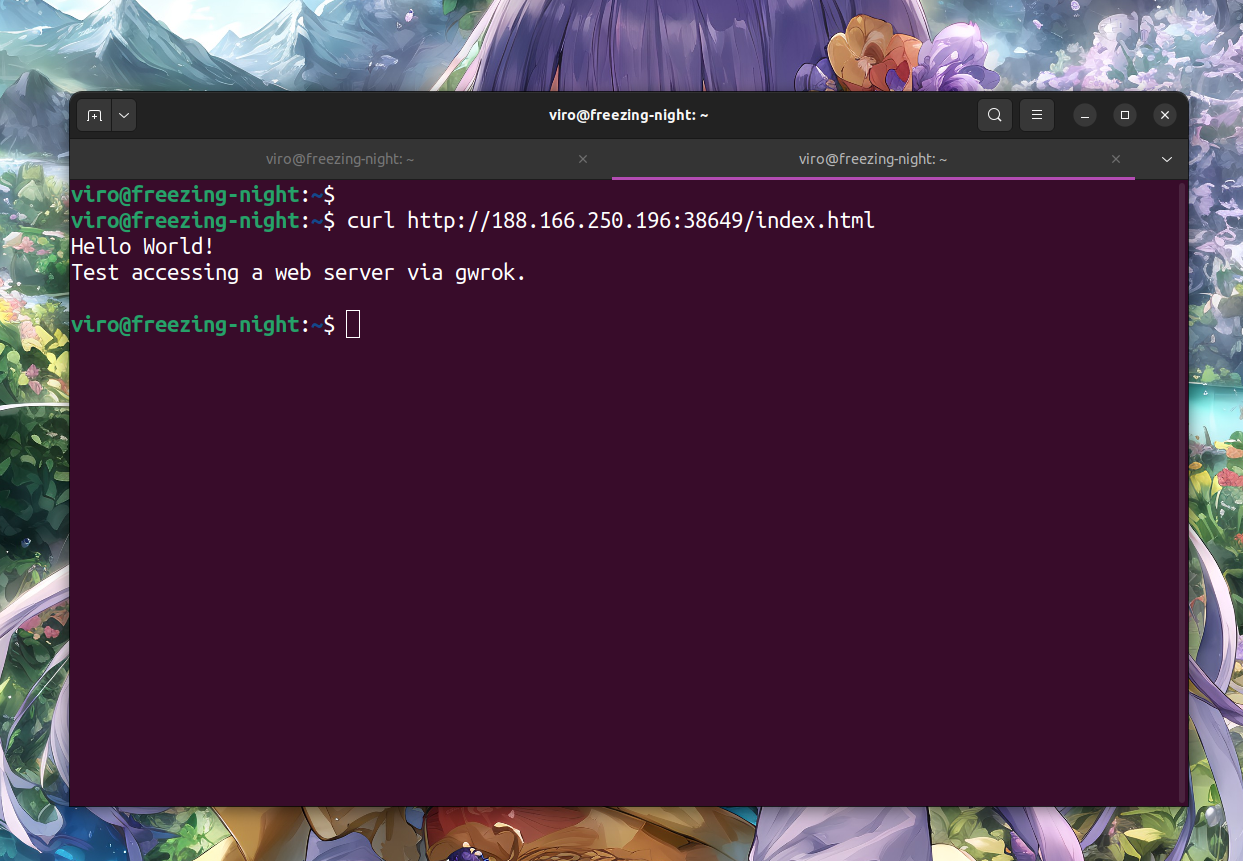 viro@freezing-night: ~
viro@freezing-night: ~
viro@freezing-night: ~
viro@freezing-night:~$
viro@freezing-night:~$ curl http://188.166.250.196:38649/index.html
Hello World!
Test accessing a web server via gwrok.
viro@freezing-night:~$